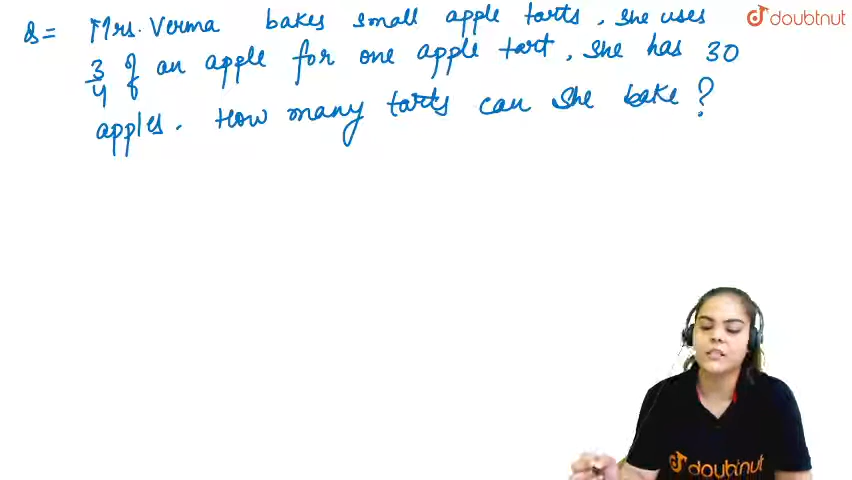 Q= Mrs. Verma bakes small apple tarts, She uses
3/4 of an apple for one apple tart, She has 30
apples. How many tarts can she bake?
doubtnut
doubtnut